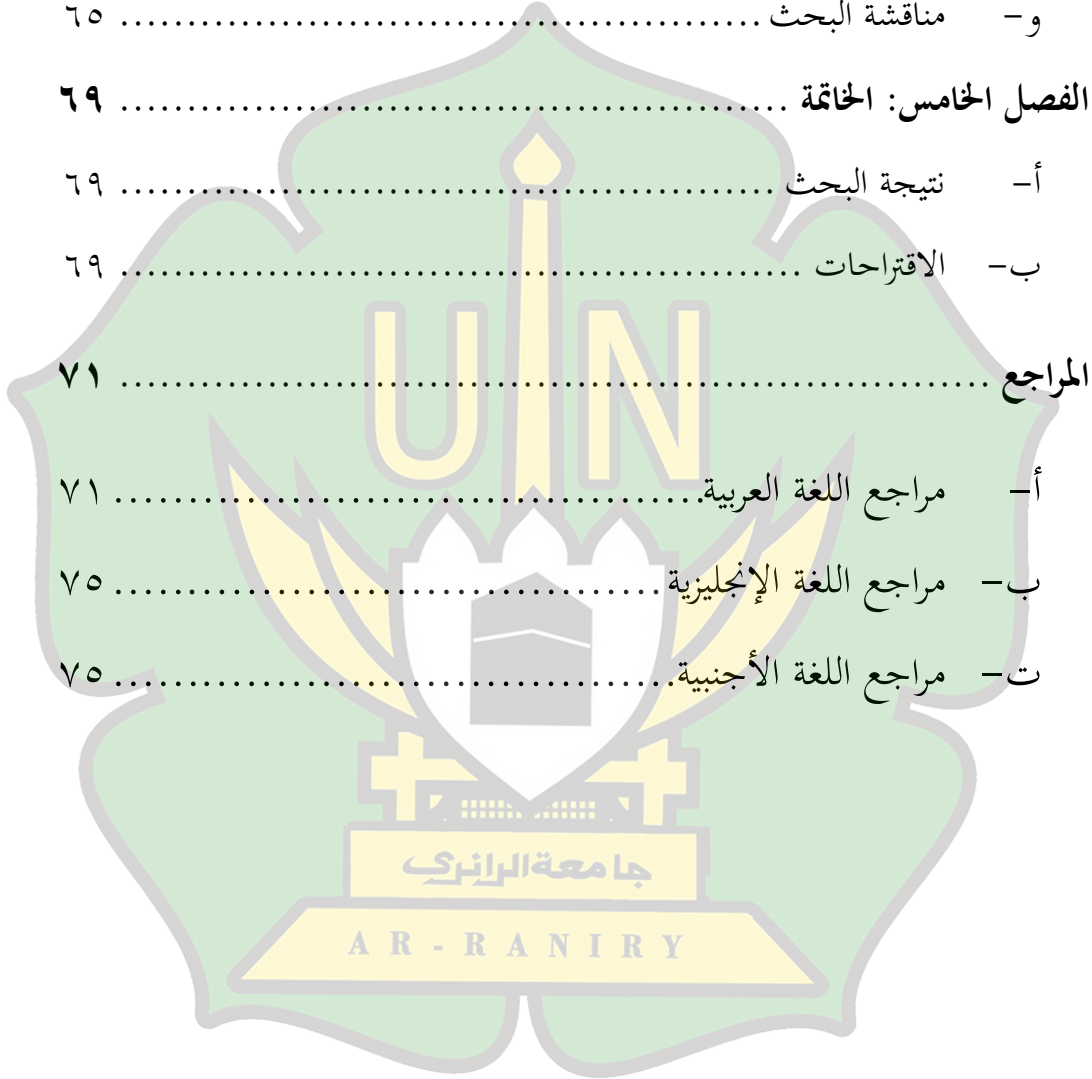 و- مناقشة البحث ........................................ ٦٥
الفصل الخامس: الخاتمة ........................................ ٦٩
أ- نتيجة البحث ........................................ ٦٩
ب- الاقتراحات ........................................ ٦٩
المراجع ........................................ ٧١
أ- مراجع اللغة العربية ........................................ ٧١
ب- مراجع اللغة الإنجليزية ........................................ ٧٥
ت- مراجع اللغة الأجنبية ........................................ ٧٥
UIN
جامعة الرانري
AR-RANIRY